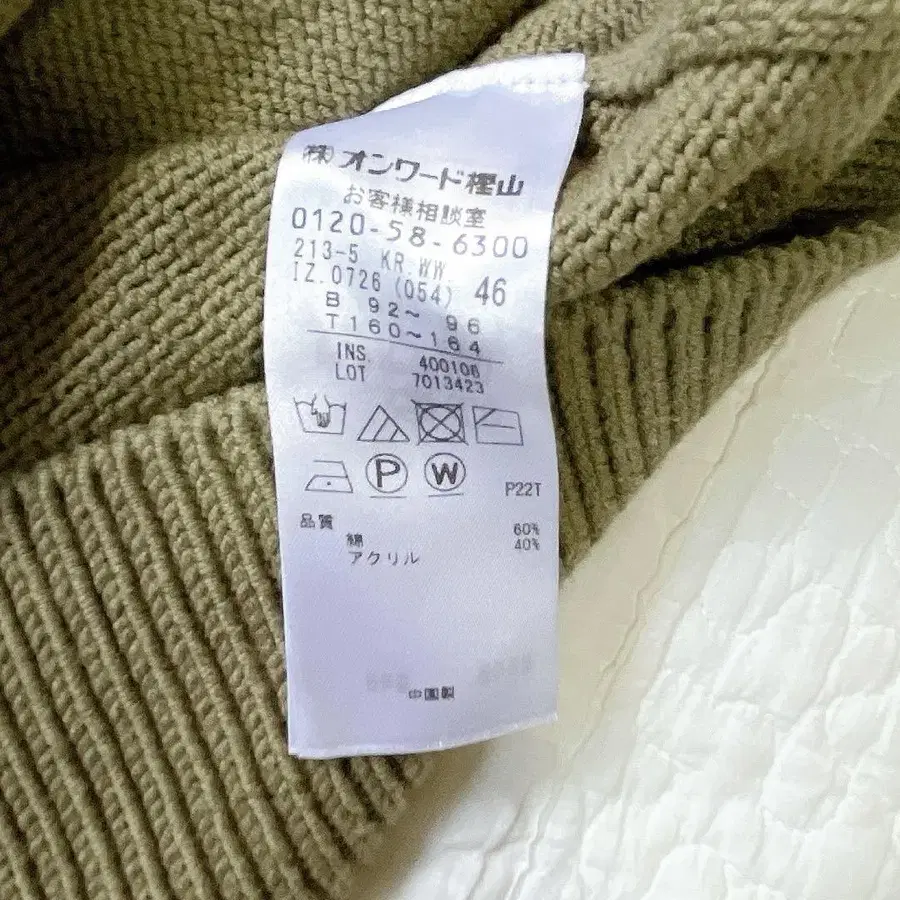 ㈱オンワード樫山
お客様相談室
0120-58-6300
213-5 KR.WW
IZ.0726 (054) 46
B 92～ 96
T160～164
INS. 400106
LOT 7013423
P W
P22T
品質
綿 60%
アクリル 40%
中国製